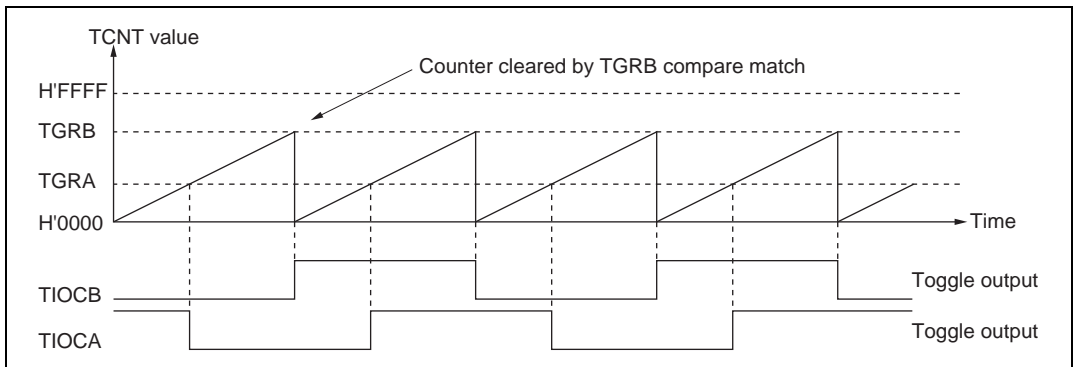 TCNT value
Counter cleared by TGRB compare match
H'FFFF
TGRB
TGRA
H'0000
Time
TIOCB
Toggle output
TIOCA
Toggle output